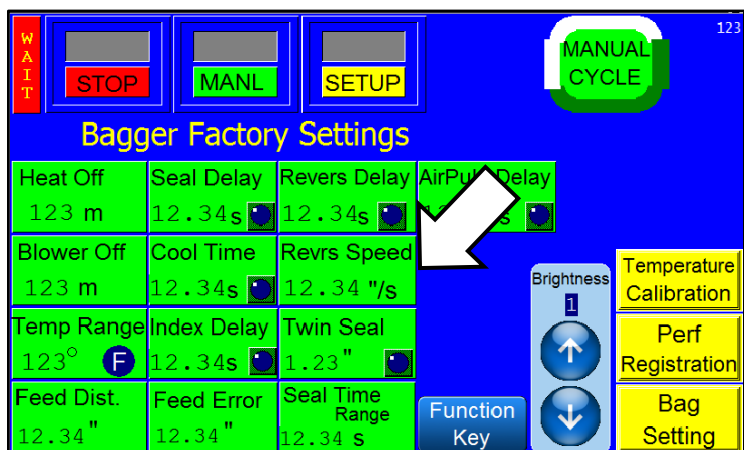 WAIT
123
STOP MANL SETUP
MANUAL
CYCLE
Bagger Factory Settings
Heat Off Seal Delay Revers Delay
123 m 12.34s 12.34s
Blower Off Cool Time Revrs Speed
123 m 12.34s 12.34 "/s
Temp Range Index Delay Twin Seal
123° F 12.34s 1.23"
Feed Dist. Feed Error Seal Time
Range
12.34" 12.34" 12.34 s
Function
Key
Brightness
1
Temperature
Calibration
Perf
Registration
Bag
Setting